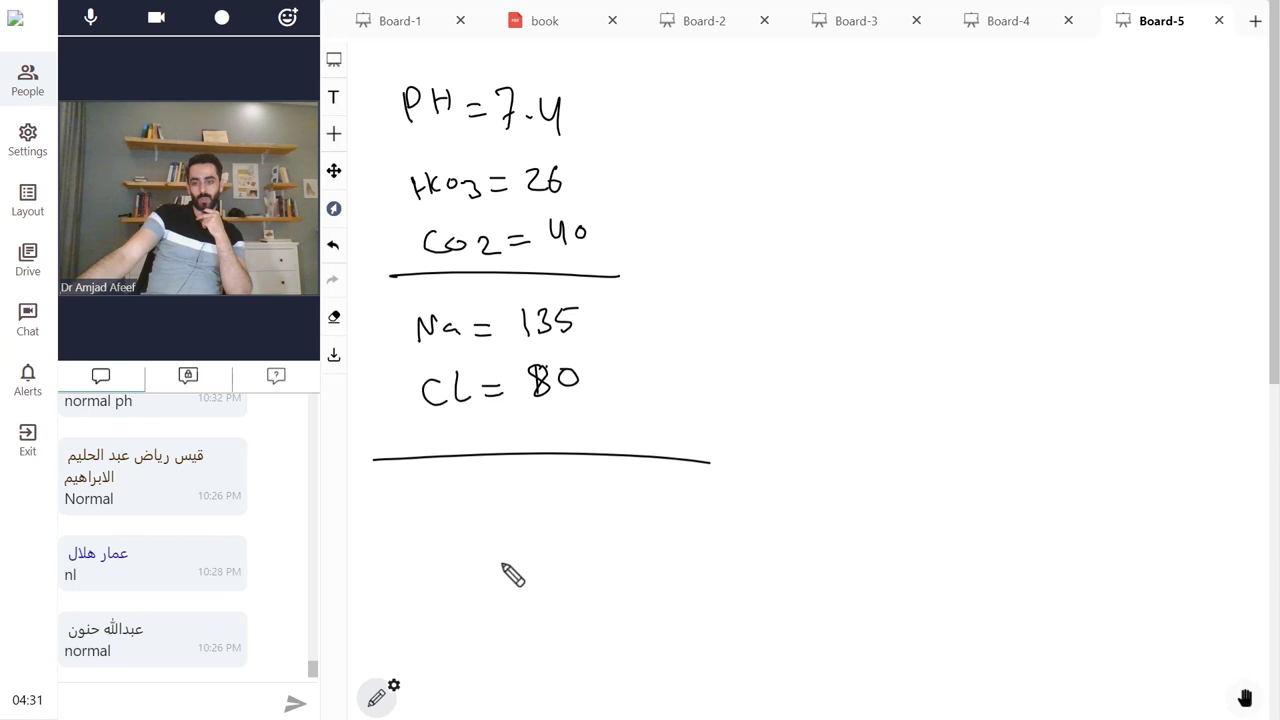 Board-1
book
Board-2
Board-3
Board-4
Board-5
People
Settings
Layout
Drive
Chat
Alerts
Exit
04:31
Dr Amjad Afeef
normal ph
10:32 PM
قيس رياض عبد الحليم
الابراهيم
Normal
10:26 PM
عمار هلال
nl
10:28 PM
عبدالله حنون
normal
10:26 PM
T
PH = 7.4
HCO3 = 26
CO2 = 40
Na = 135
CL = 80